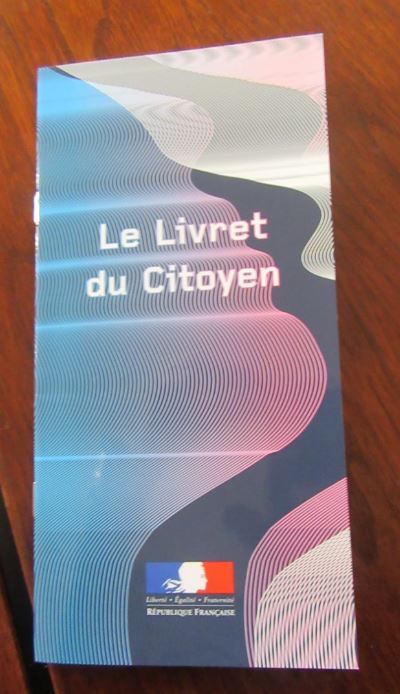 Le Livret
du Citoyen
Liberté • Égalité • Fraternité
RÉPUBLIQUE FRANÇAISE